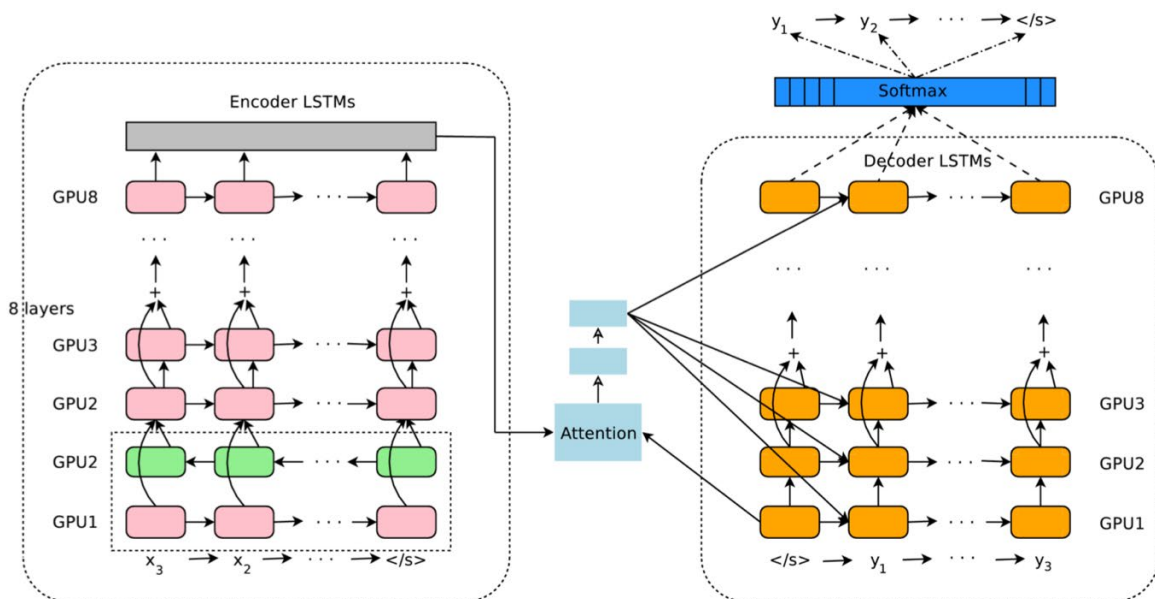 y1 y2 · · · </s>
Softmax
Encoder LSTMs
Decoder LSTMs
GPU8 · · · · · · GPU8
· · · · · · · · · · · · · · · · · ·
+ + +
8 layers
GPU3 · · ·
+ + +
GPU2 · · · · · · GPU3
Attention
GPU2 · · · · · · GPU2
GPU1 · · · · · · GPU1
x3 x2 · · · </s>
</s> y1 · · · y3